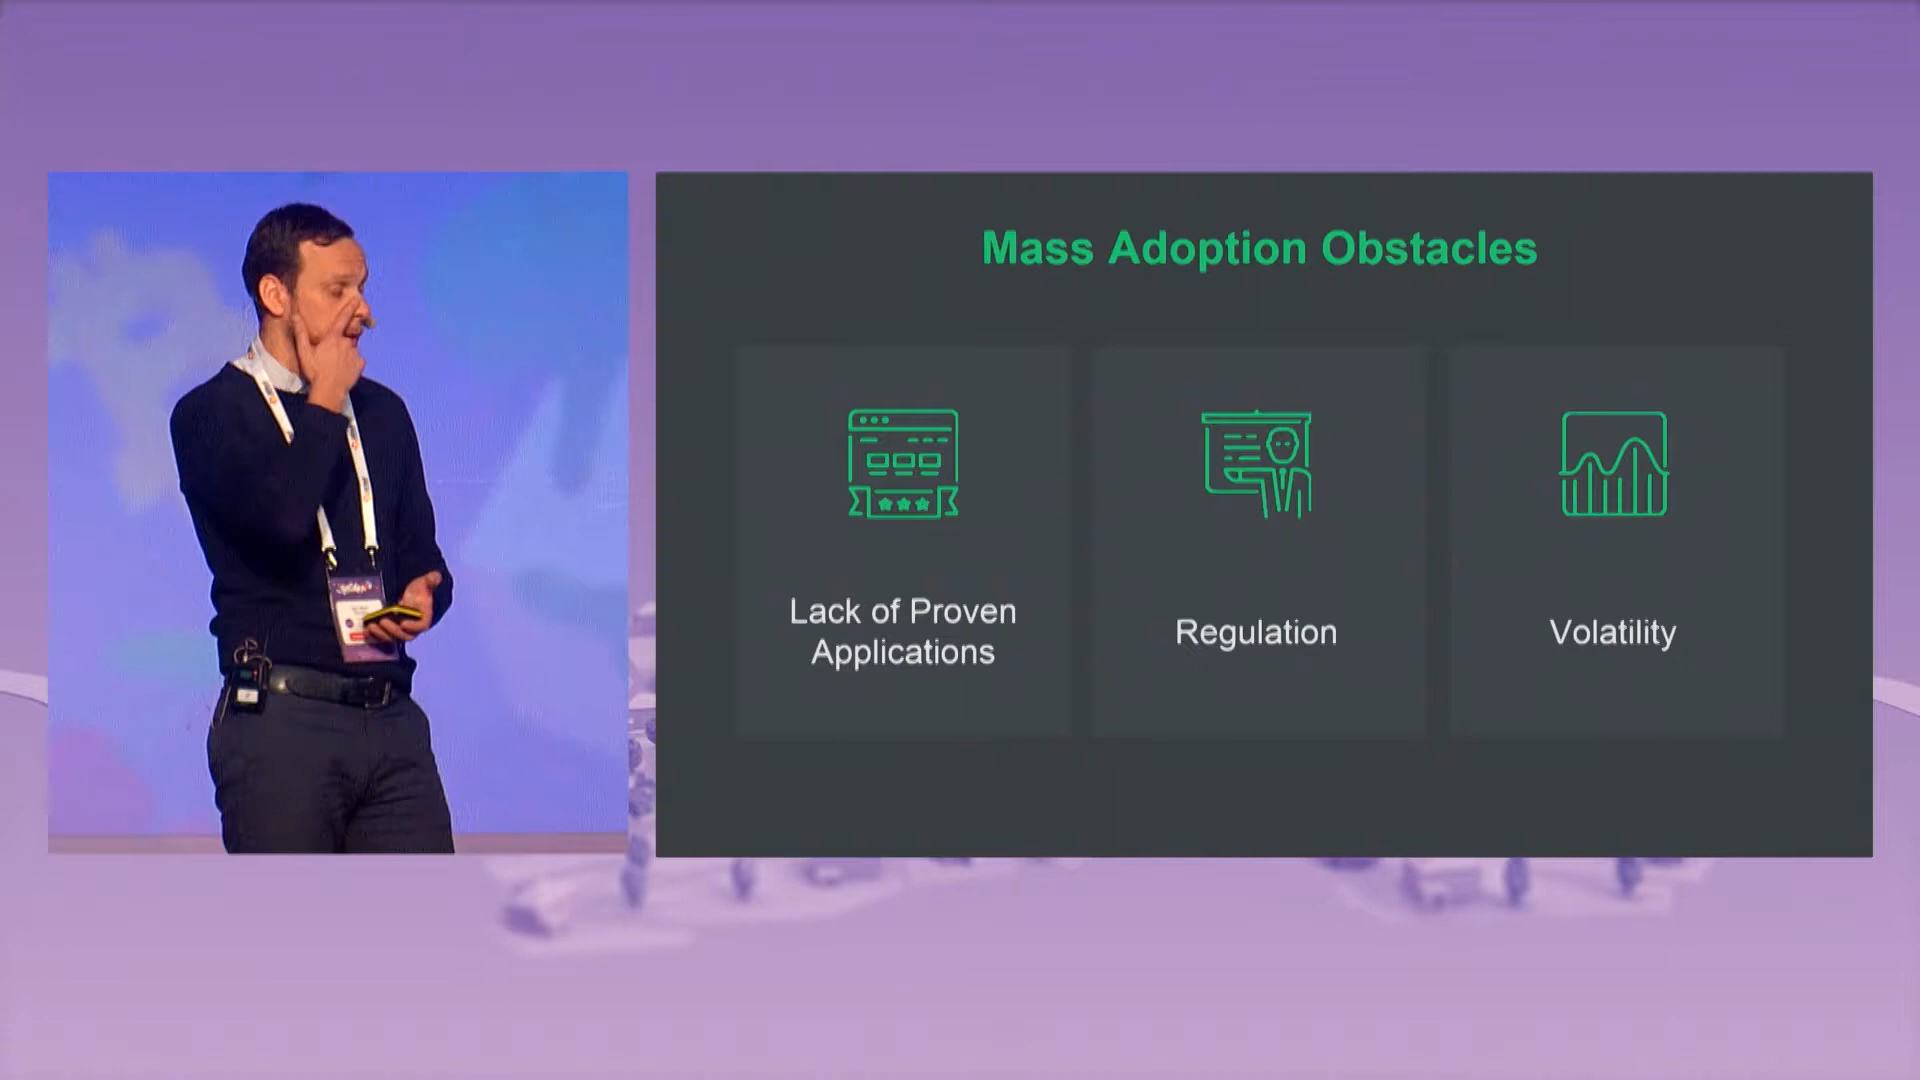 Mass Adoption Obstacles
Lack of Proven
Applications
Regulation
Volatility